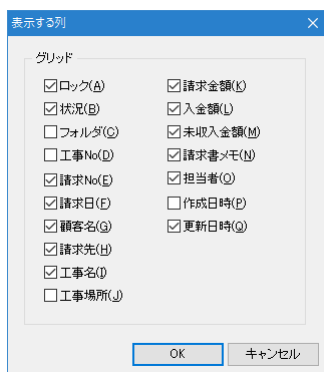 表示する列
グリッド
ロック(A)
状況(B)
フォルダ(C)
工事No(D)
請求No(E)
請求日(F)
顧客名(G)
請求先(H)
工事名(I)
工事場所(J)
請求金額(K)
入金額(L)
未収入金額(M)
請求書メモ(N)
担当者(O)
作成日時(P)
更新日時(Q)
OK
キャンセル